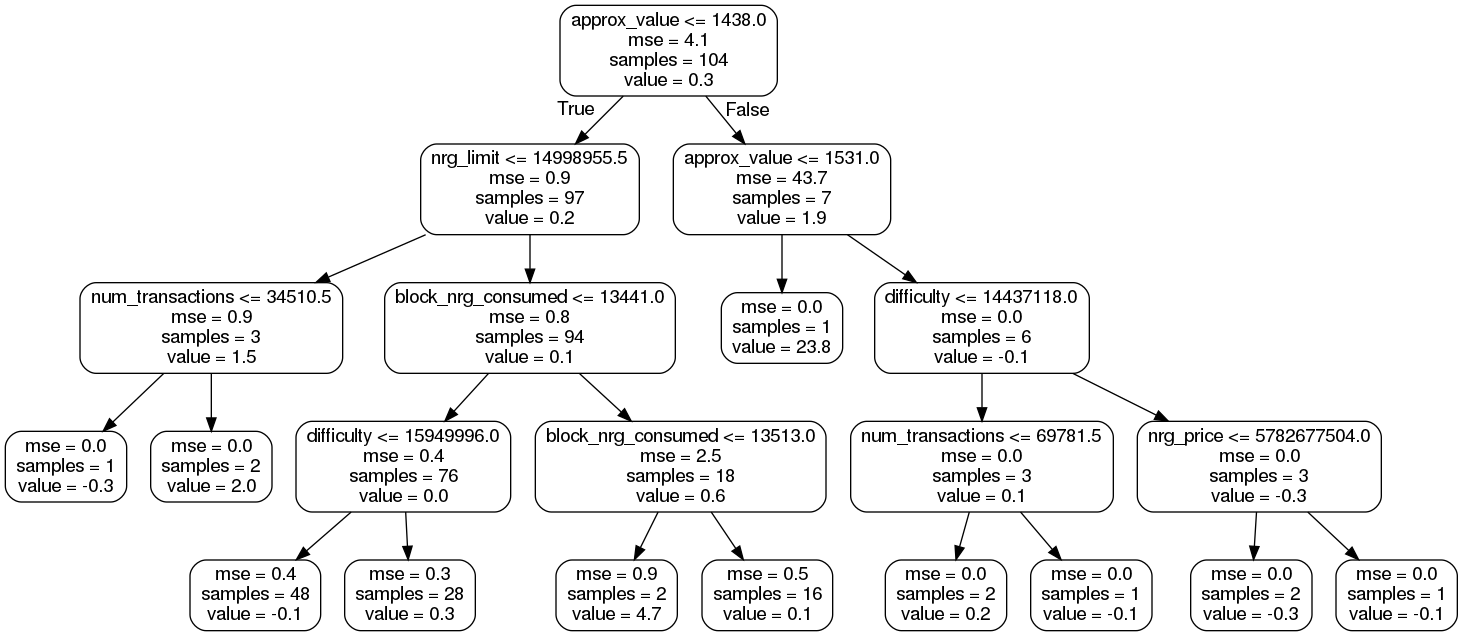 approx_value <= 1438.0
mse = 4.1
samples = 104
value = 0.3
True
False
nrg_limit <= 14998955.5
mse = 0.9
samples = 97
value = 0.2
approx_value <= 1531.0
mse = 43.7
samples = 7
value = 1.9
num_transactions <= 34510.5
mse = 0.9
samples = 3
value = 1.5
block_nrg_consumed <= 13441.0
mse = 0.8
samples = 94
value = 0.1
mse = 0.0
samples = 1
value = 23.8
difficulty <= 14437118.0
mse = 0.0
samples = 6
value = -0.1
mse = 0.0
samples = 1
value = -0.3
mse = 0.0
samples = 2
value = 2.0
difficulty <= 15949996.0
mse = 0.4
samples = 76
value = 0.0
block_nrg_consumed <= 13513.0
mse = 2.5
samples = 18
value = 0.6
num_transactions <= 69781.5
mse = 0.0
samples = 3
value = 0.1
nrg_price <= 5782677504.0
mse = 0.0
samples = 3
value = -0.3
mse = 0.4
samples = 48
value = -0.1
mse = 0.3
samples = 28
value = 0.3
mse = 0.9
samples = 2
value = 4.7
mse = 0.5
samples = 16
value = 0.1
mse = 0.0
samples = 2
value = 0.2
mse = 0.0
samples = 1
value = -0.1
mse = 0.0
samples = 2
value = -0.3
mse = 0.0
samples = 1
value = -0.1